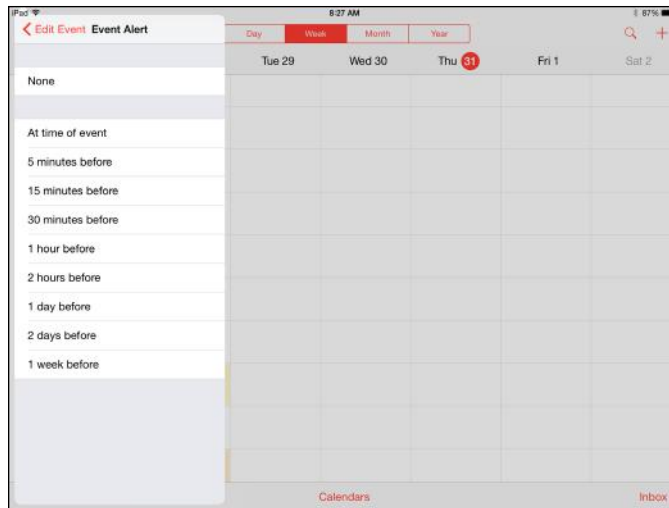 iPad 8:27 AM 87%
Edit Event Event Alert
Day Week Month Year
Tue 29 Wed 30 Thu 31 Fri 1 Sat 2
None
At time of event
5 minutes before
15 minutes before
30 minutes before
1 hour before
2 hours before
1 day before
2 days before
1 week before
Calendars Inbox